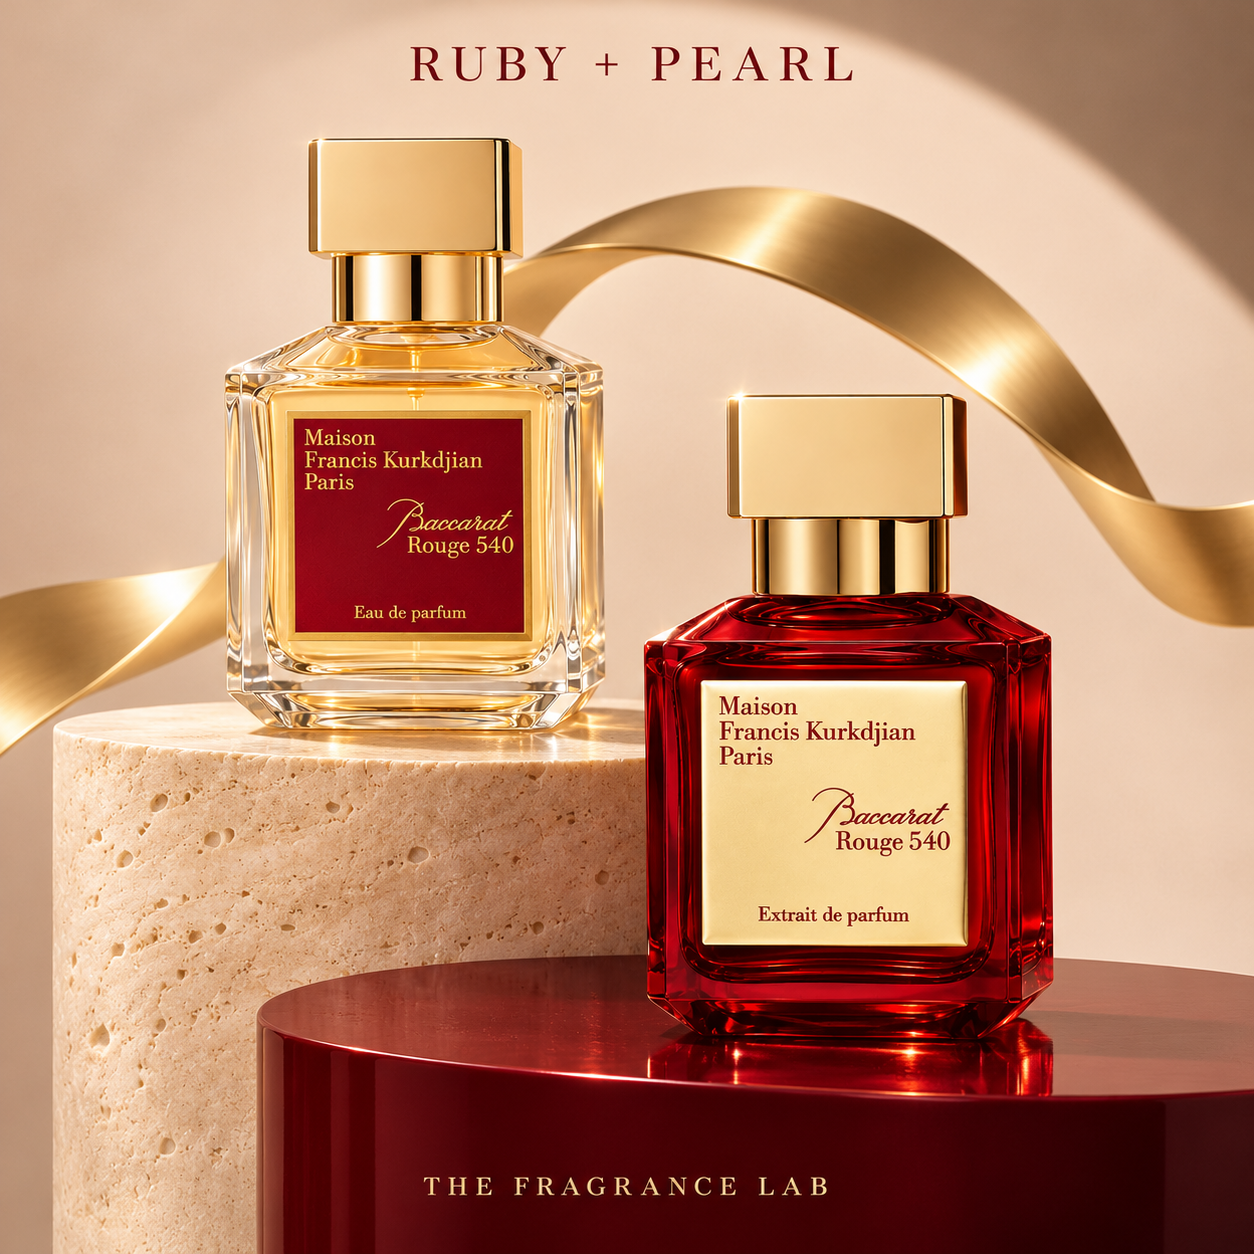 RUBY + PEARL
Maison
Francis Kurkdjian
Paris
Baccarat
Rouge 540
Eau de parfum
Maison
Francis Kurkdjian
Paris
Baccarat
Rouge 540
Extrait de parfum
THE FRAGRANCE LAB